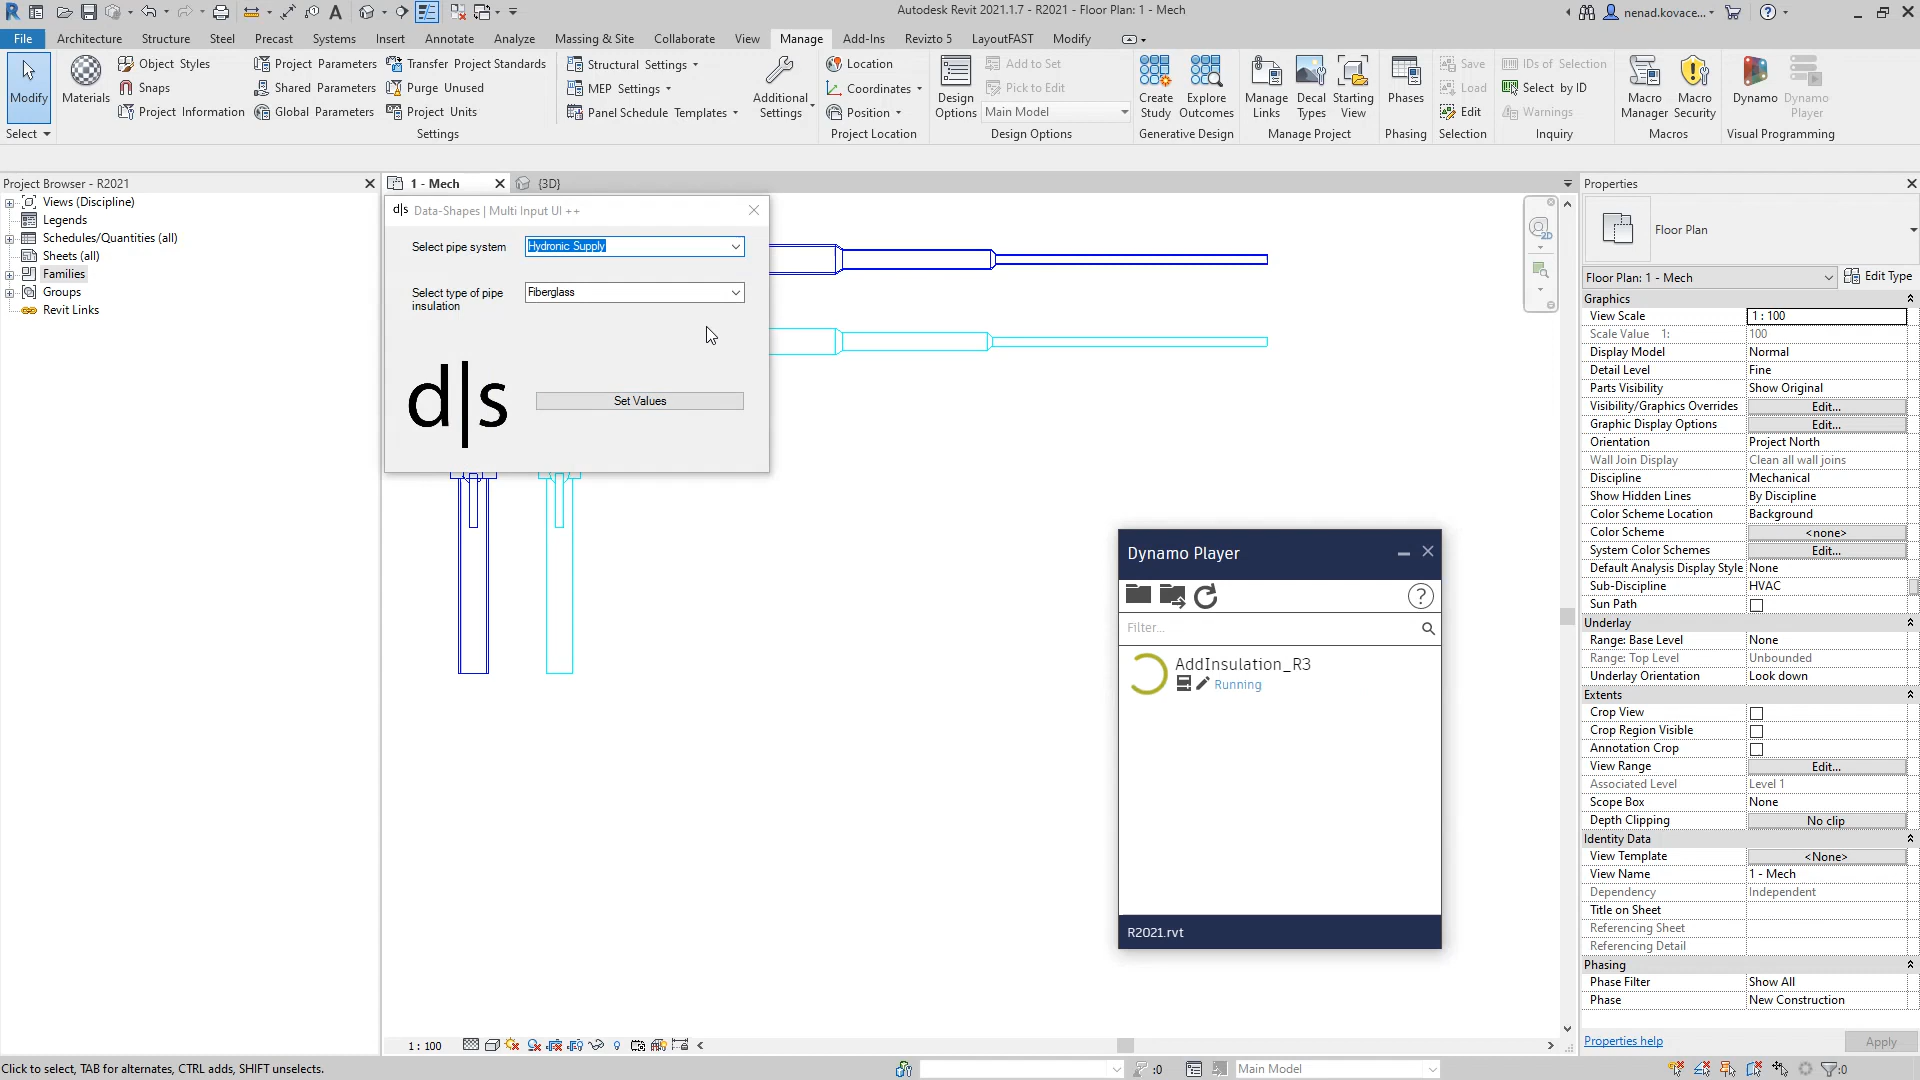 Autodesk Revit 2021.1.7 - R2021 - Floor Plan: 1 - Mech
nenad.kovace...
File Architecture Structure Steel Precast Systems Insert Annotate Analyze Massing & Site Collaborate View Manage Add-Ins Revizto 5 LayoutFAST Modify
Modify
Select
Materials
Object Styles
Snaps
Project Information
Project Parameters
Shared Parameters
Global Parameters
Transfer Project Standards
Purge Unused
Project Units
Settings
Structural Settings
MEP Settings
Panel Schedule Templates
Additional Settings
Location
Coordinates
Position
Project Location
Design Options
Add to Set
Pick to Edit
Main Model
Design Options
Create Study
Explore Outcomes
Generative Design
Manage Links
Decal Types
Starting View
Manage Project
Phases
Phasing
Save
Load
Edit
Selection
IDs of Selection
Select by ID
Warnings
Inquiry
Macro Manager
Macro Security
Macros
Dynamo
Dynamo Player
Visual Programming
Project Browser - R2021
Views (Discipline)
Legends
Schedules/Quantities (all)
Sheets (all)
Families
Groups
Revit Links
1 - Mech
{3D}
d|s Data-Shapes | Multi Input UI ++
Select pipe system Hydronic Supply
Select type of pipe insulation Fiberglass
d|s
Set Values
2D
Dynamo Player
Filter...
AddInsulation_R3
Running
R2021.rvt
Properties
Floor Plan
Floor Plan: 1 - Mech Edit Type
Graphics
View Scale 1 : 100
Scale Value 1: 100
Display Model Normal
Detail Level Fine
Parts Visibility Show Original
Visibility/Graphics Overrides Edit...
Graphic Display Options Edit...
Orientation Project North
Wall Join Display Clean all wall joins
Discipline Mechanical
Show Hidden Lines By Discipline
Color Scheme Location Background
Color Scheme <none>
System Color Schemes Edit...
Default Analysis Display Style None
Sub-Discipline HVAC
Sun Path
Underlay
Range: Base Level None
Range: Top Level Unbounded
Underlay Orientation Look down
Extents
Crop View
Crop Region Visible
Annotation Crop
View Range Edit...
Associated Level Level 1
Scope Box None
Depth Clipping No clip
Identity Data
View Template <None>
View Name 1 - Mech
Dependency Independent
Title on Sheet
Referencing Sheet
Referencing Detail
Phasing
Phase Filter Show All
Phase New Construction
Properties help Apply
1 : 100
Click to select, TAB for alternates, CTRL adds, SHIFT unselects.
:0
Main Model
:0